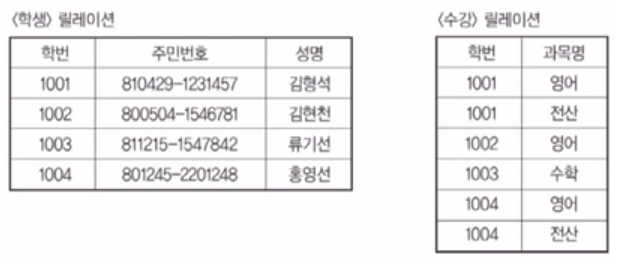 〈학생〉 릴레이션
학번 주민번호 성명
1001 810429-1231457 김형석
1002 800504-1546781 김현천
1003 811215-1547842 류기선
1004 801245-2201248 홍영선
〈수강〉 릴레이션
학번 과목명
1001 영어
1001 전산
1002 영어
1003 수학
1004 영어
1004 전산